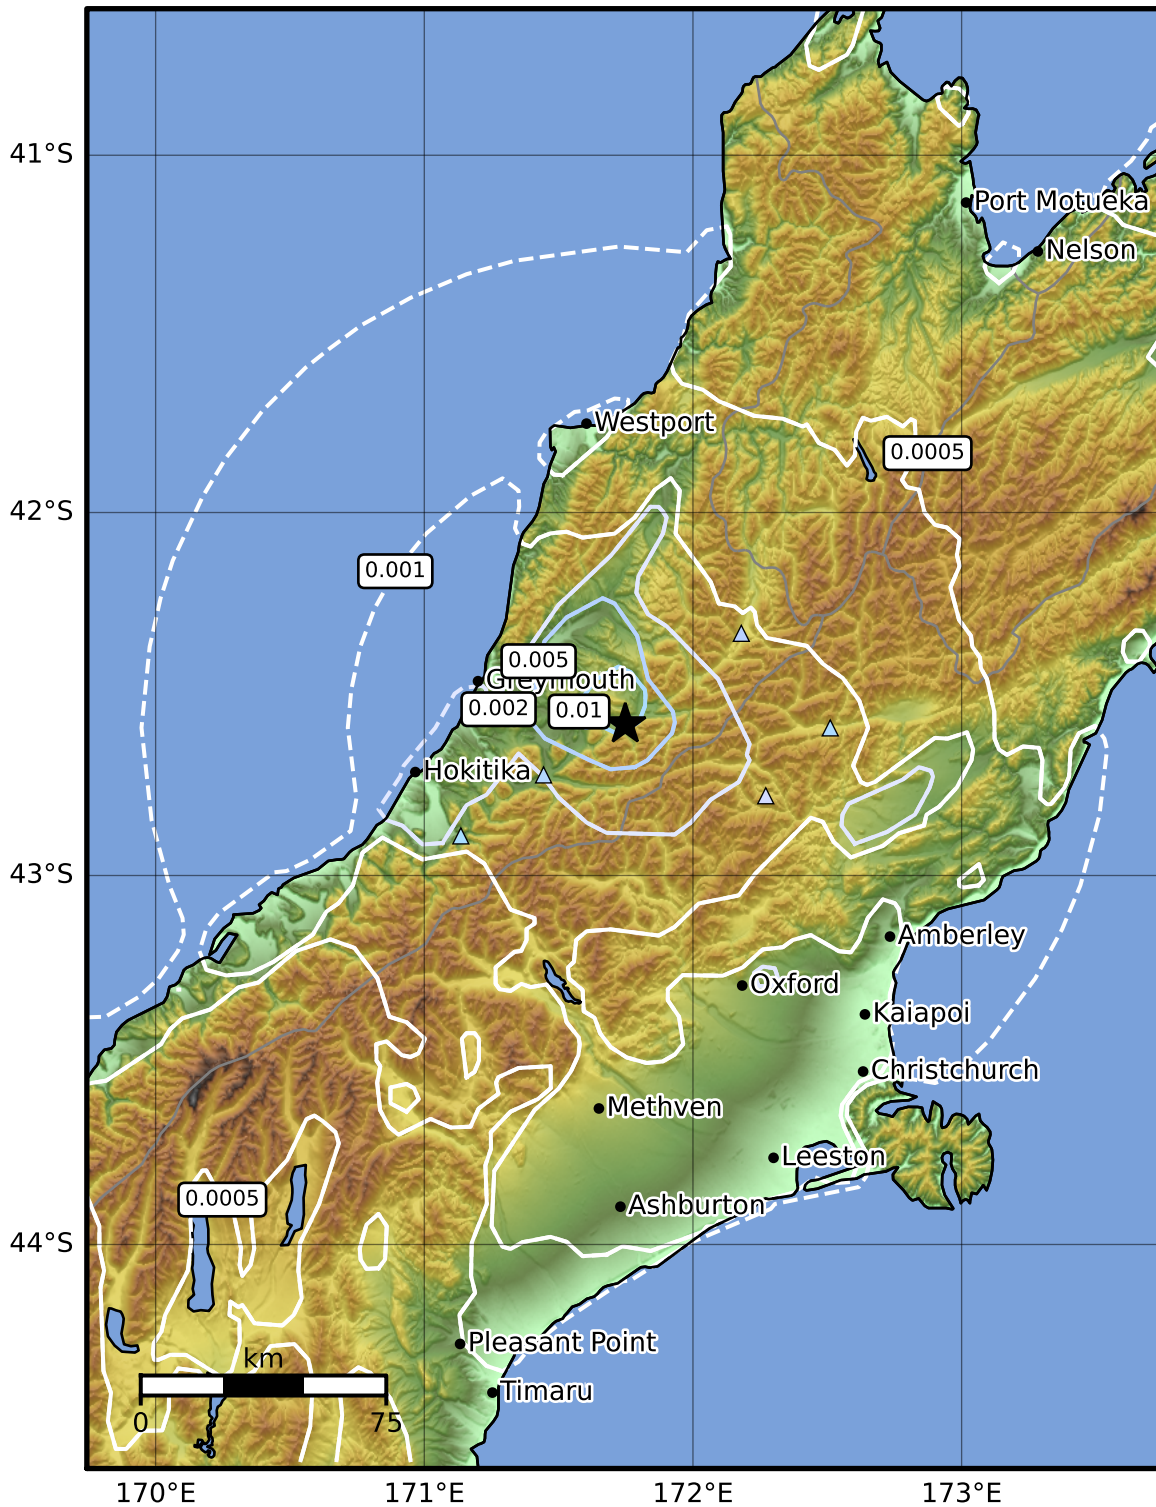 41°S
Port Motueka
Nelson
Westport
0.0005
42°S
0.001
0.005
Greymouth
0.002
0.01
Hokitika
43°S
Amberley
Oxford
Kaiapoi
Christchurch
Methven
Leeston
0.0005
Ashburton
44°S
Pleasant Point
km
Timaru
0
75
170°E
171°E
172°E
173°E